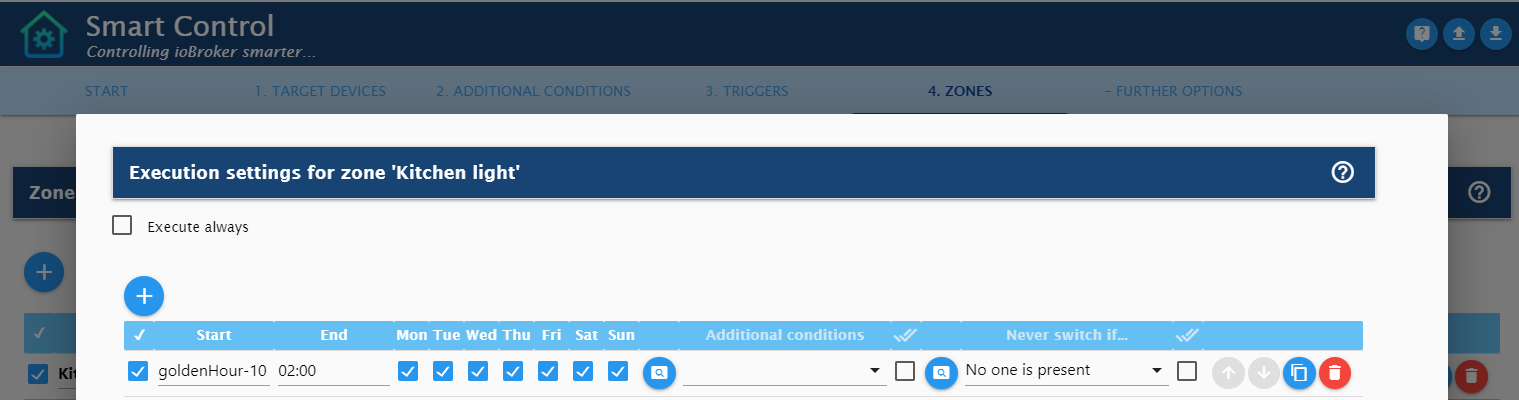 Smart Control
Controlling ioBroker smarter...
START 1. TARGET DEVICES 2. ADDITIONAL CONDITIONS 3. TRIGGERS 4. ZONES - FURTHER OPTIONS
Zone
Execution settings for zone 'Kitchen light'
Execute always
Start End Mon Tue Wed Thu Fri Sat Sun Additional conditions Never switch if...
goldenHour-10 02:00 No one is present